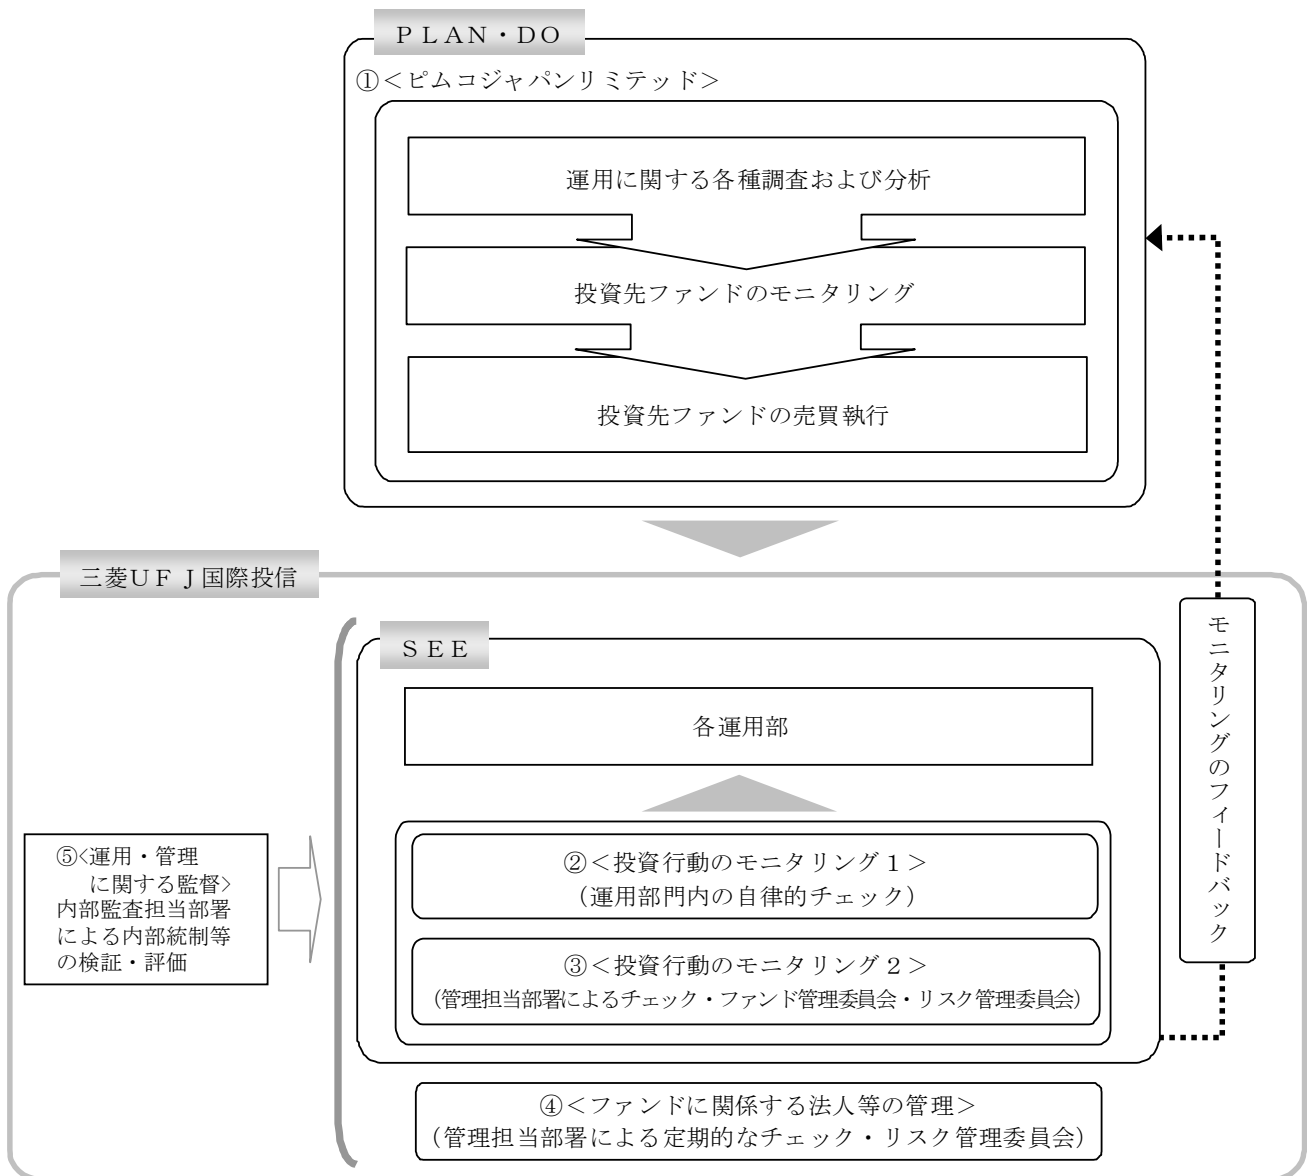 ＰＬＡＮ・ＤＯ
①＜ピムコジャパンリミテッド＞
運用に関する各種調査および分析
投資先ファンドのモニタリング
投資先ファンドの売買執行
三菱ＵＦＪ国際投信
ＳＥＥ
各運用部
②＜投資行動のモニタリング１＞
（運用部門内の自律的チェック）
③＜投資行動のモニタリング２＞
（管理担当部署によるチェック・ファンド管理委員会・リスク管理委員会）
④＜ファンドに関係する法人等の管理＞
（管理担当部署による定期的なチェック・リスク管理委員会）
⑤<運用・管理
に関する監督>
内部監査担当部署
による内部統制等
の検証・評価
モニタリングのフィードバック